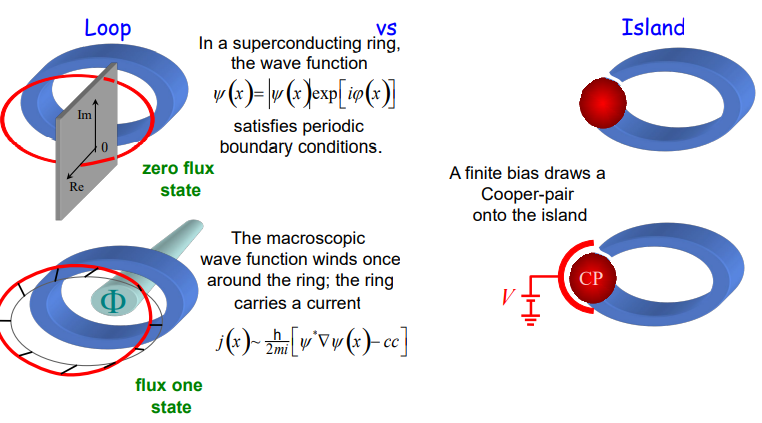 Loop
vs
Island
In a superconducting ring,
the wave function
ψ(x)=|ψ(x)|exp[iφ(x)]
satisfies periodic
boundary conditions.
Im
0
Re
zero flux
state
A finite bias draws a
Cooper-pair
onto the island
The macroscopic
wave function winds once
around the ring; the ring
carries a current
j(x)~ h/2mi [ψ*∇ψ(x)–cc]
Φ
flux one
state
CP
V